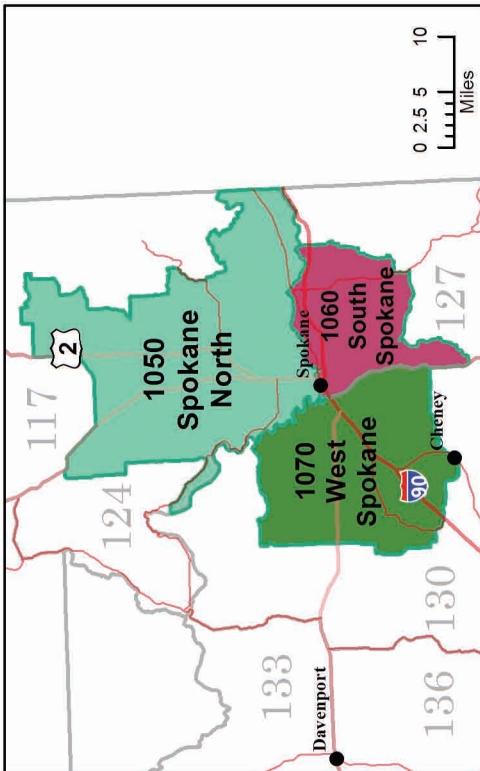 117
2
124
1050
Spokane
North
133
Spokane
1060
South
Spokane
1070
West
Spokane
Davenport
90
Cheney
127
130
136
0 2.5 5 10
Miles